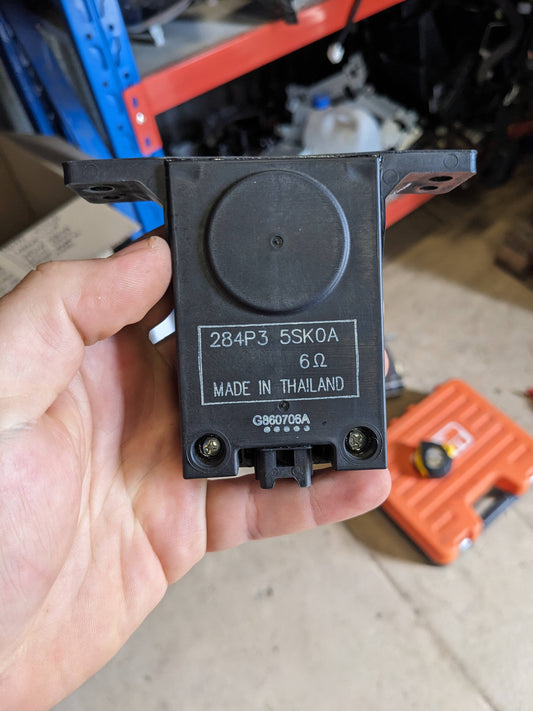 284P3 5SK0A
6Ω
MADE IN THAILAND
G860706A